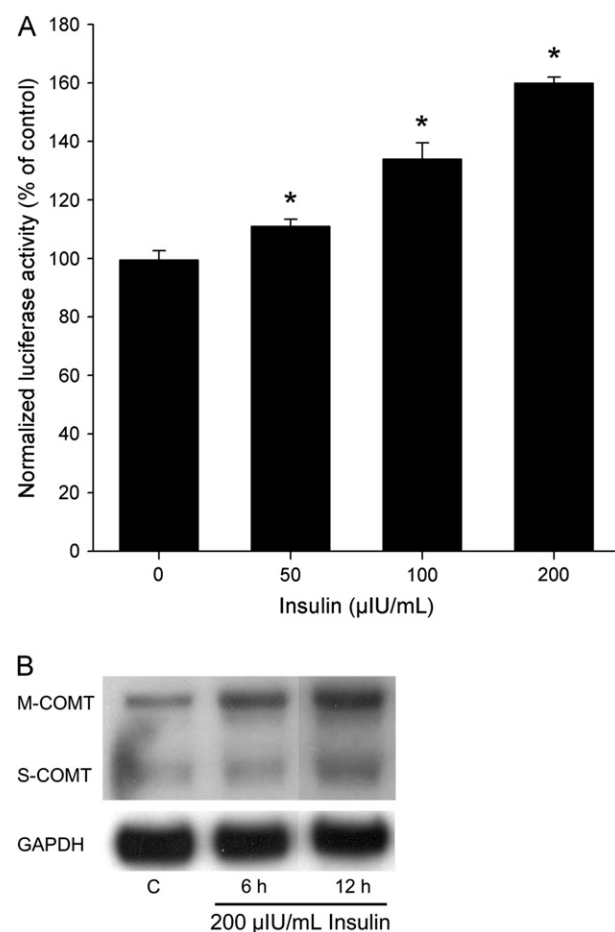 A
180
160
140
120
100
80
60
40
20
0
Normalized luciferase activity (% of control)
*
*
*
0 50 100 200
Insulin (µIU/mL)
B
M-COMT
S-COMT
GAPDH
C 6 h 12 h
200 µIU/mL Insulin